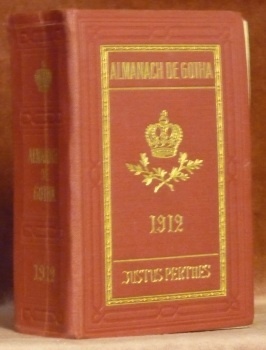 ALMANACH
DE
GOTHA
1912
ALMANACH DE GOTHA
1912
JUSTUS PERTHES